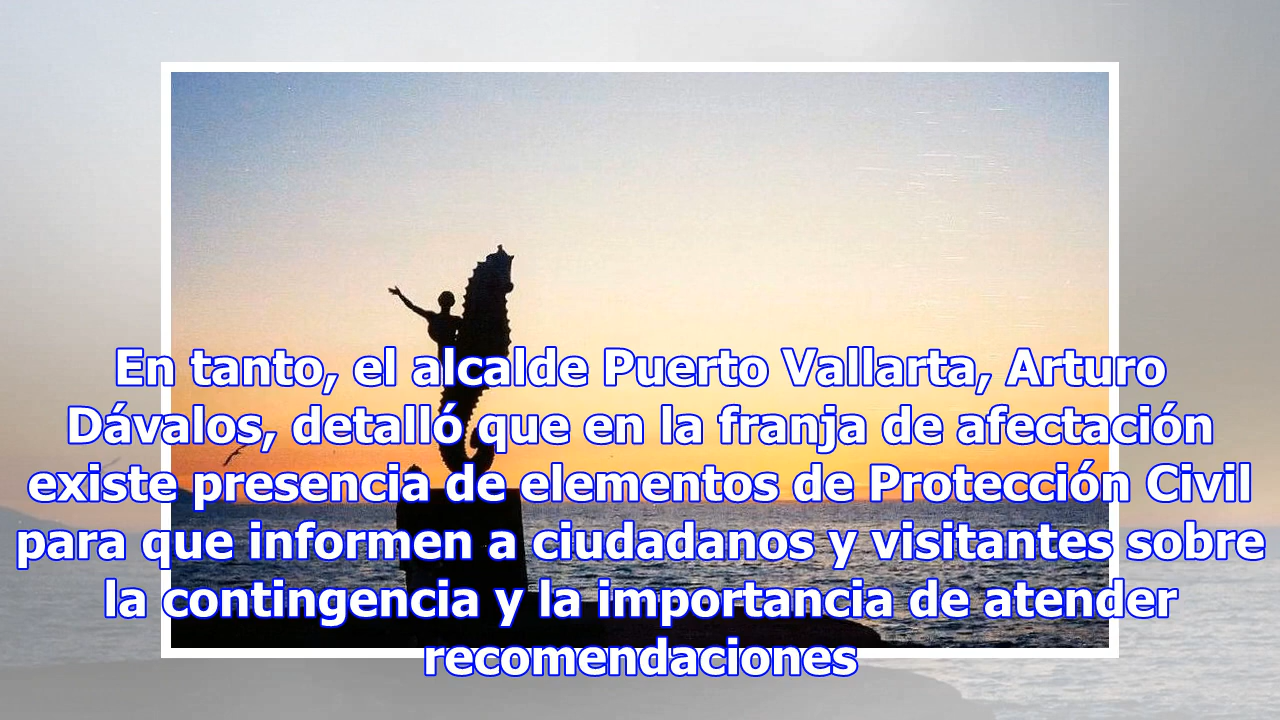 En tanto, el alcalde Puerto Vallarta, Arturo
Dávalos, detalló que en la franja de afectación
existe presencia de elementos de Protección Civil
para que informen a ciudadanos y visitantes sobre
la contingencia y la importancia de atender
recomendaciones